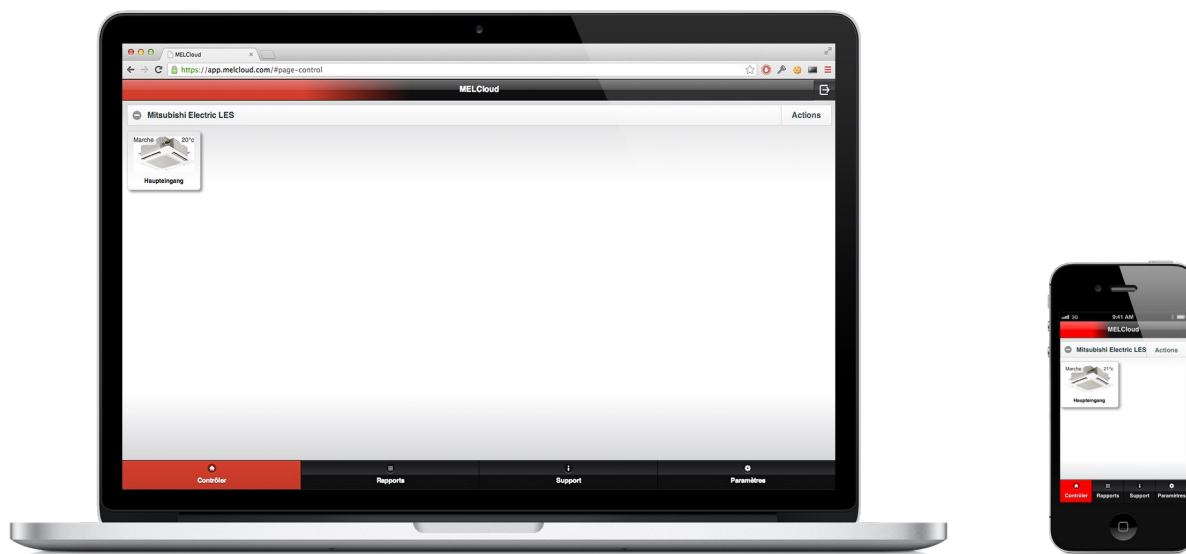 MELCloud
https://app.melcloud.com/#page-control
MELCloud
Mitsubishi Electric LES
Actions
Marche 20°c
Haupteingang
Contrôler
Rapports
Support
Paramètres
3G 9:41 AM
MELCloud
Mitsubishi Electric LES Actions
Marche 21°c
Haupteingang
Contrôler Rapports Support Paramètres